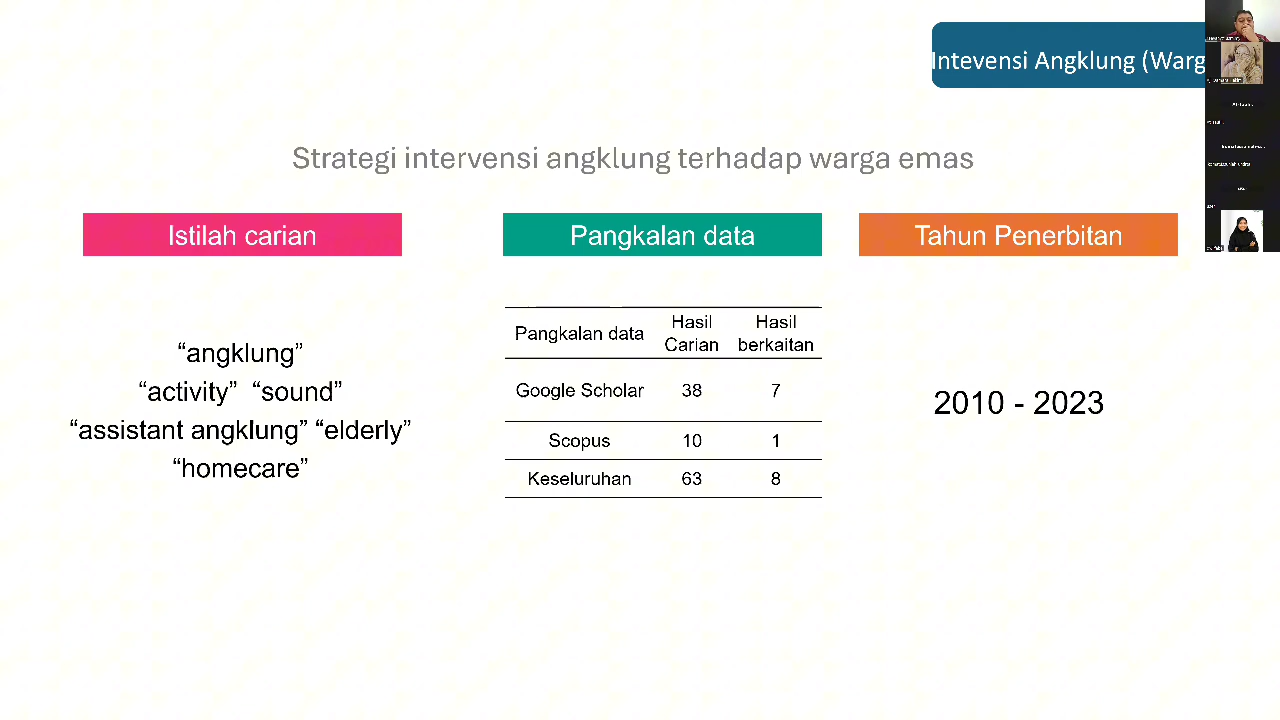 Intevensi Angklung (Warg
Strategi intervensi angklung terhadap warga emas
Istilah carian
Pangkalan data
Tahun Penerbitan
“angklung”
“activity” “sound”
“assistant angklung” “elderly”
“homecare”
Pangkalan data Hasil Carian Hasil berkaitan
Google Scholar 38 7
Scopus 10 1
Keseluruhan 63 8
2010 - 2023